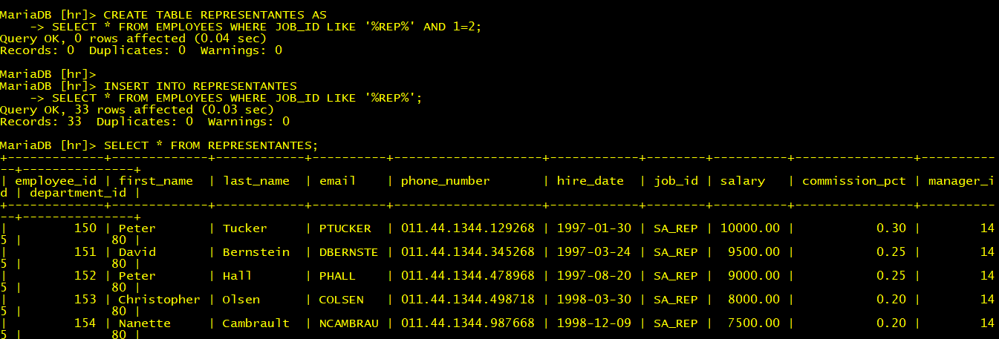 MariaDB [hr]> CREATE TABLE REPRESENTANTES AS
    -> SELECT * FROM EMPLOYEES WHERE JOB_ID LIKE '%REP%' AND 1=2;
Query OK, 0 rows affected (0.04 sec)
Records: 0  Duplicates: 0  Warnings: 0
MariaDB [hr]>
MariaDB [hr]> INSERT INTO REPRESENTANTES
    -> SELECT * FROM EMPLOYEES WHERE JOB_ID LIKE '%REP%';
Query OK, 33 rows affected (0.03 sec)
Records: 33  Duplicates: 0  Warnings: 0
MariaDB [hr]> SELECT * FROM REPRESENTANTES;
+-------------+-------------+------------+----------+--------------------+------------+--------+----------+----------------+----------
--+---------------+
| employee_id | first_name  | last_name  | email    | phone_number       | hire_date  | job_id | salary   | commission_pct | manager_i
d | department_id |
+-------------+-------------+------------+----------+--------------------+------------+--------+----------+----------------+----------
--+---------------+
|         150 | Peter       | Tucker     | PTUCKER  | 011.44.1344.129268 | 1997-01-30 | SA_REP | 10000.00 |           0.30 |        14
5 |            80 |
|         151 | David       | Bernstein  | DBERNSTE | 011.44.1344.345268 | 1997-03-24 | SA_REP |  9500.00 |           0.25 |        14
5 |            80 |
|         152 | Peter       | Hall       | PHALL    | 011.44.1344.478968 | 1997-08-20 | SA_REP |  9000.00 |           0.25 |        14
5 |            80 |
|         153 | Christopher | Olsen      | COLSEN   | 011.44.1344.498718 | 1998-03-30 | SA_REP |  8000.00 |           0.20 |        14
5 |            80 |
|         154 | Nanette     | Cambrault  | NCAMBRAU | 011.44.1344.987668 | 1998-12-09 | SA_REP |  7500.00 |           0.20 |        14
5 |            80 |